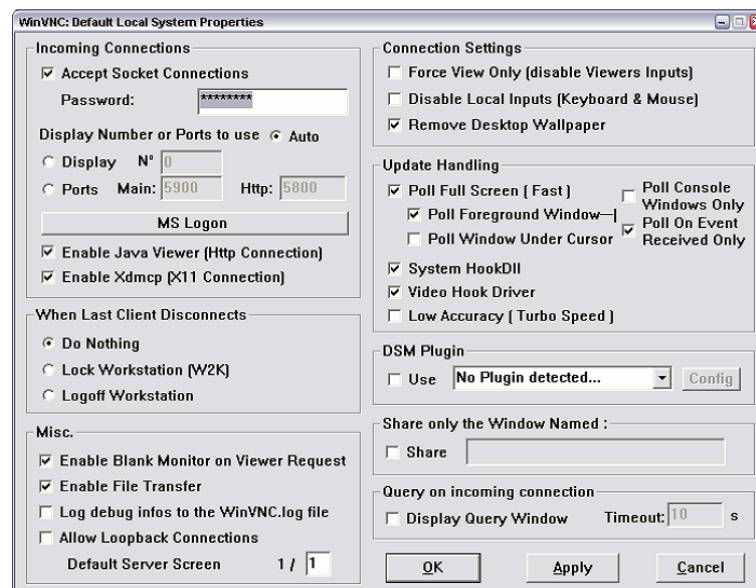 WinVNC: Default Local System Properties
Incoming Connections
Accept Socket Connections
Password: ********
Display Number or Ports to use Auto
Display N° 0
Ports Main: 5900 Http: 5800
MS Logon
Enable Java Viewer (Http Connection)
Enable Xdmcp (X11 Connection)
When Last Client Disconnects
Do Nothing
Lock Workstation (W2K)
Logoff Workstation
Misc.
Enable Blank Monitor on Viewer Request
Enable File Transfer
Log debug infos to the WinVNC.log file
Allow Loopback Connections
Default Server Screen 1 / 1
Connection Settings
Force View Only (disable Viewers Inputs)
Disable Local Inputs (Keyboard & Mouse)
Remove Desktop Wallpaper
Update Handling
Poll Full Screen ( Fast )
Poll Foreground Window
Poll Window Under Cursor
Poll Console
Windows Only
Poll On Event
Received Only
System HookDll
Video Hook Driver
Low Accuracy ( Turbo Speed )
DSM Plugin
Use No Plugin detected... Config
Share only the Window Named :
Share
Query on incoming connection
Display Query Window Timeout: 10 s
OK Apply Cancel